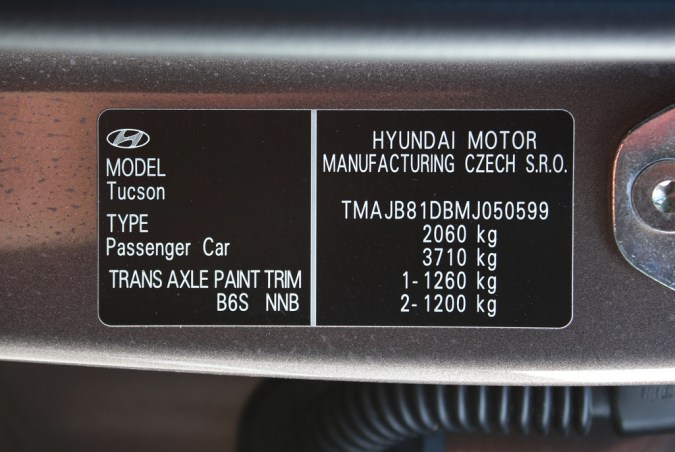 MODEL
Tucson
TYPE
Passenger Car
TRANS AXLE PAINT TRIM
B6S NNB
HYUNDAI MOTOR
MANUFACTURING CZECH S.R.O.
TMAJB81DBMJ050599
2060 kg
3710 kg
1-1260 kg
2-1200 kg